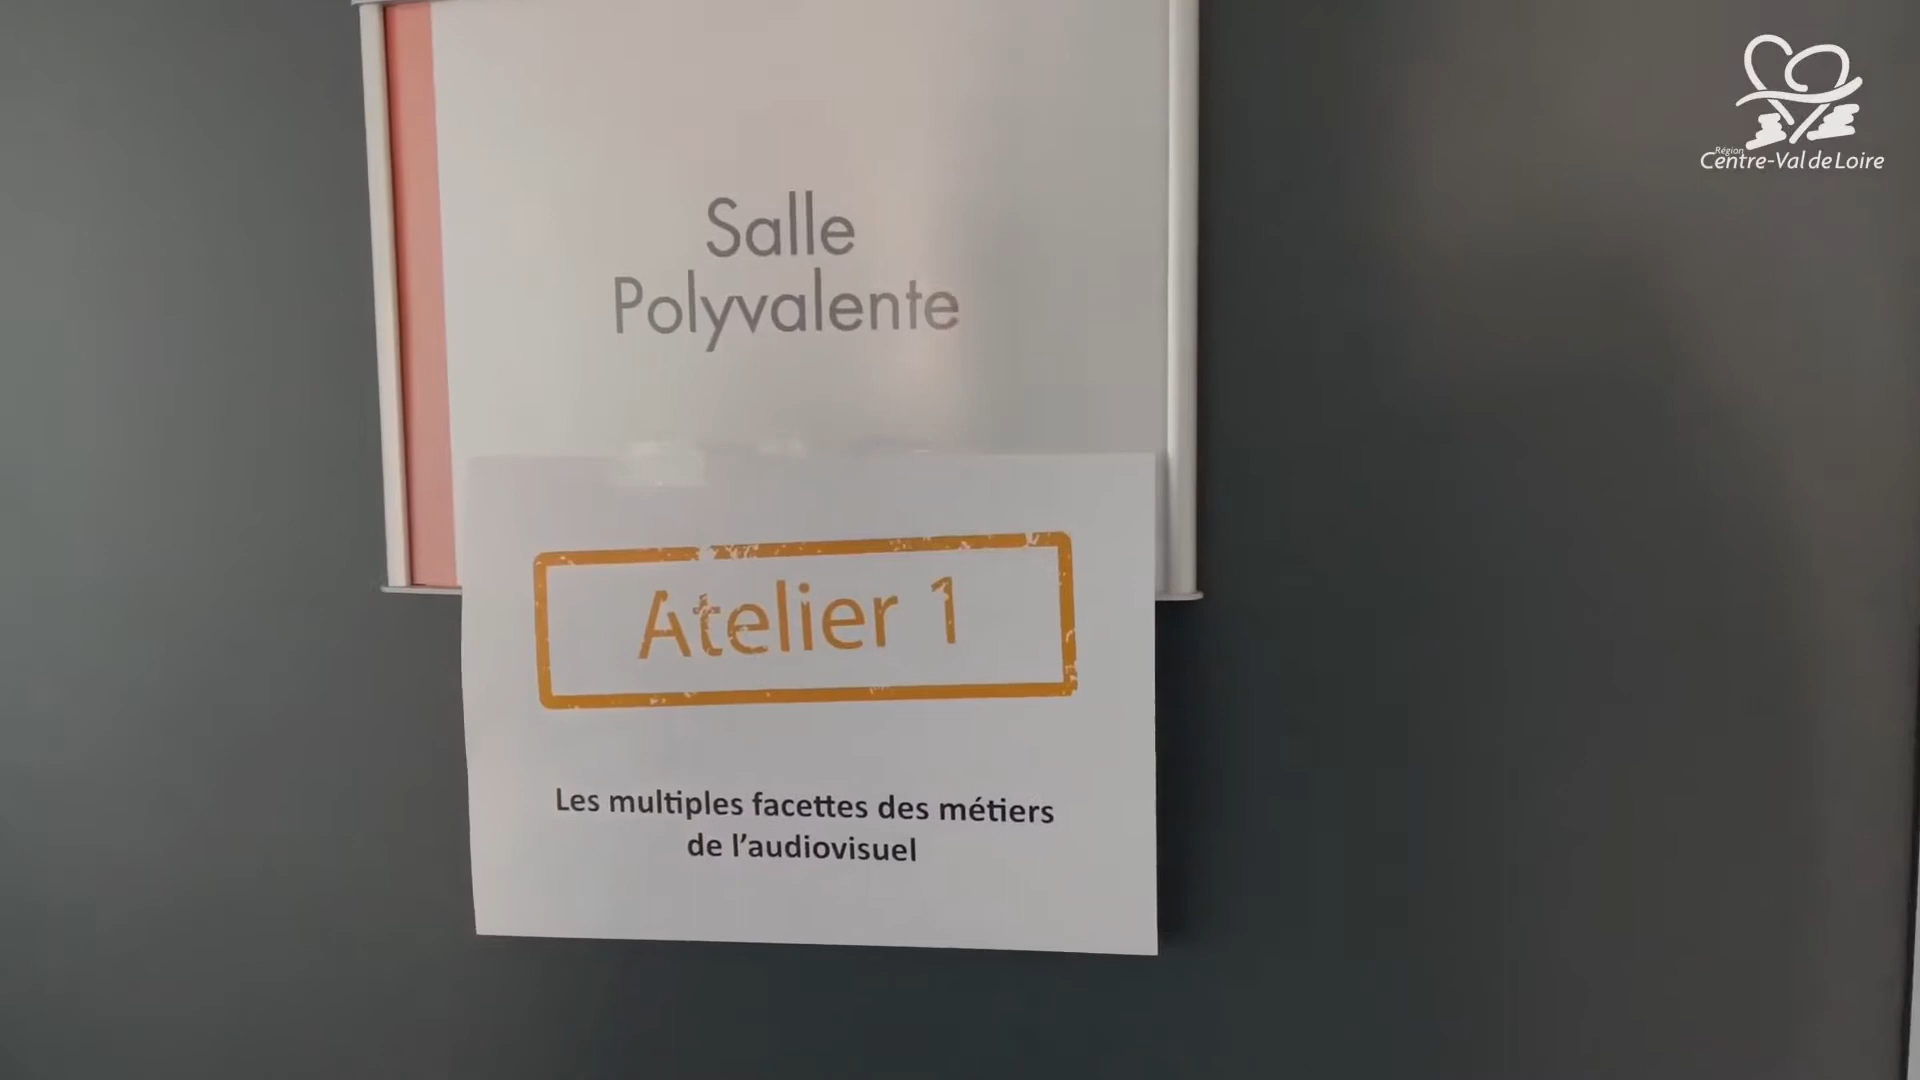 Région
Centre-Val de Loire
Salle
Polyvalente
Atelier 1
Les multiples facettes des métiers
de l'audiovisuel